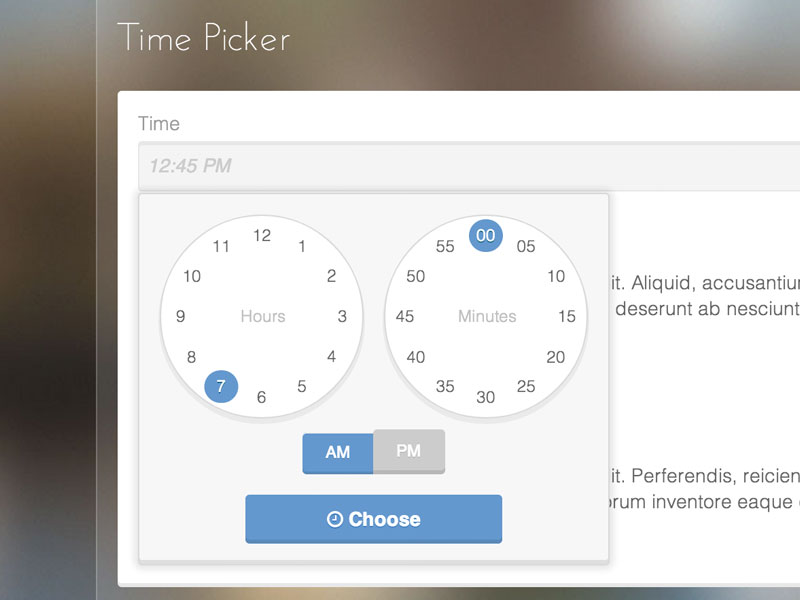 Time Picker
Time
12:45 PM
12
11 1
10 2
9 Hours 3
8 4
7 5
6
00
55 05
50 10
45 Minutes 15
40 20
35 25
30
AM PM
Choose
it. Aliquid, accusantiu
deserunt ab nesciunt
it. Perferendis, reicien
orum inventore eaque